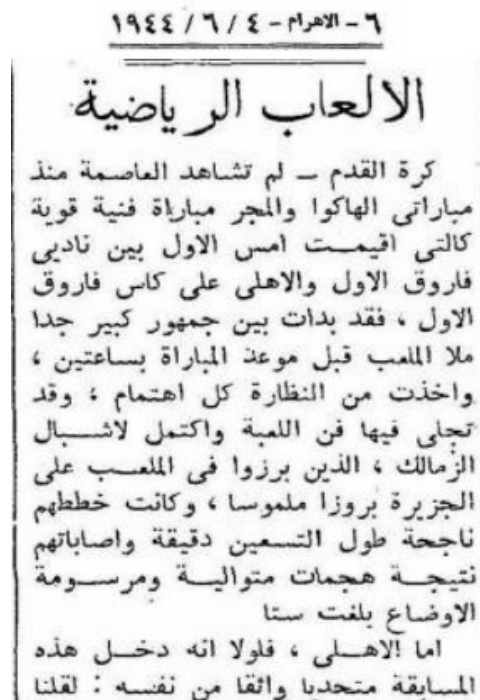 ٦ - الاهرام - ٤ / ٦ / ١٩٤٤
الالعاب الرياضية
كرة القدم ــ لم تشاهد العاصمة منذ
مباراتى الهاكوا والمجر مباراة فنية قوية
كالتى اقيمت امس الاول بين ناديى
فاروق الاول والاهلى على كاس فاروق
الاول ، فقد بدات بين جمهور كبير جدا
ملا الملعب قبل موعد المباراة بساعتين ،
واخذت من النظارة كل اهتمام ؛ وقد
تجلى فيها فن اللعبة واكتمل لاشبال
الزمالك ، الذين برزوا فى الملعب على
الجزيرة بروزا ملموسا ، وكانت خططهم
ناجحة طول التسعين دقيقة واصاباتهم
نتيجة هجمات متوالية ومرسومة
الاوضاع بلغت ستا
اما الاهلى ، فلولا انه دخل هذه
المسابقة متحديا واثقا من نفسه : لقلنا